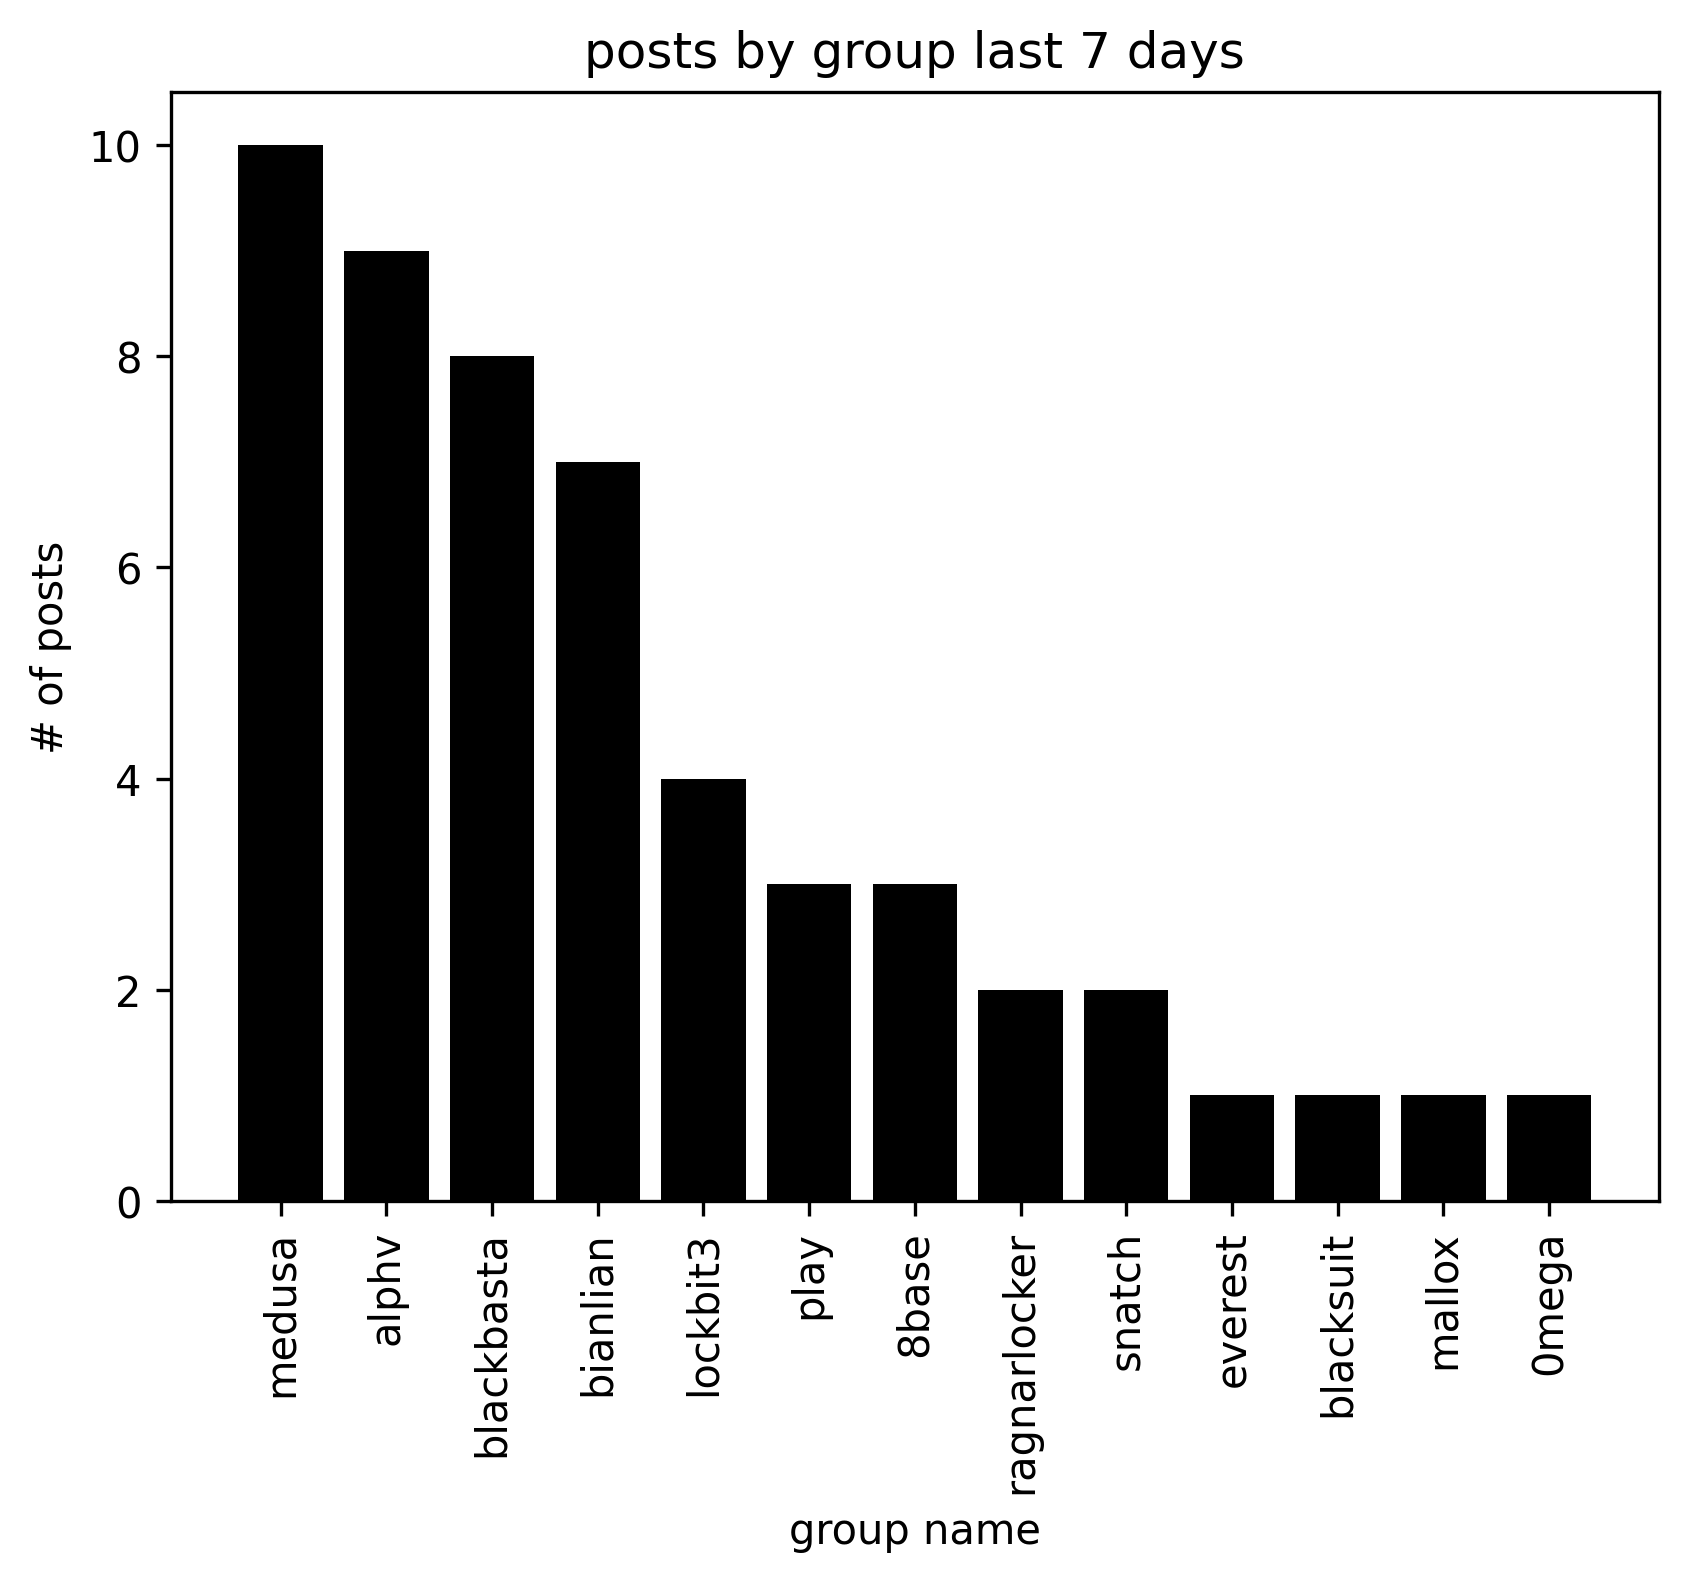 posts by group last 7 days
# of posts
10
8
6
4
2
0
medusa
alphv
blackbasta
bianlian
lockbit3
play
8base
ragnarlocker
snatch
everest
blacksuit
mallox
0mega
group name